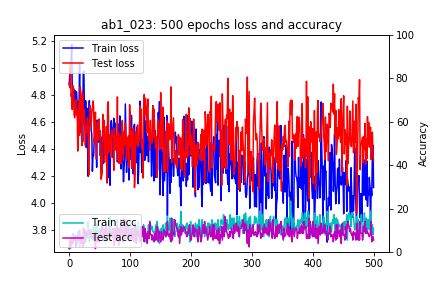 ab1_023: 500 epochs loss and accuracy
Train loss
Test loss
Train acc
Test acc
Loss
5.2
5.0
4.8
4.6
4.4
4.2
4.0
3.8
Accuracy
100
80
60
40
20
0
0 100 200 300 400 500